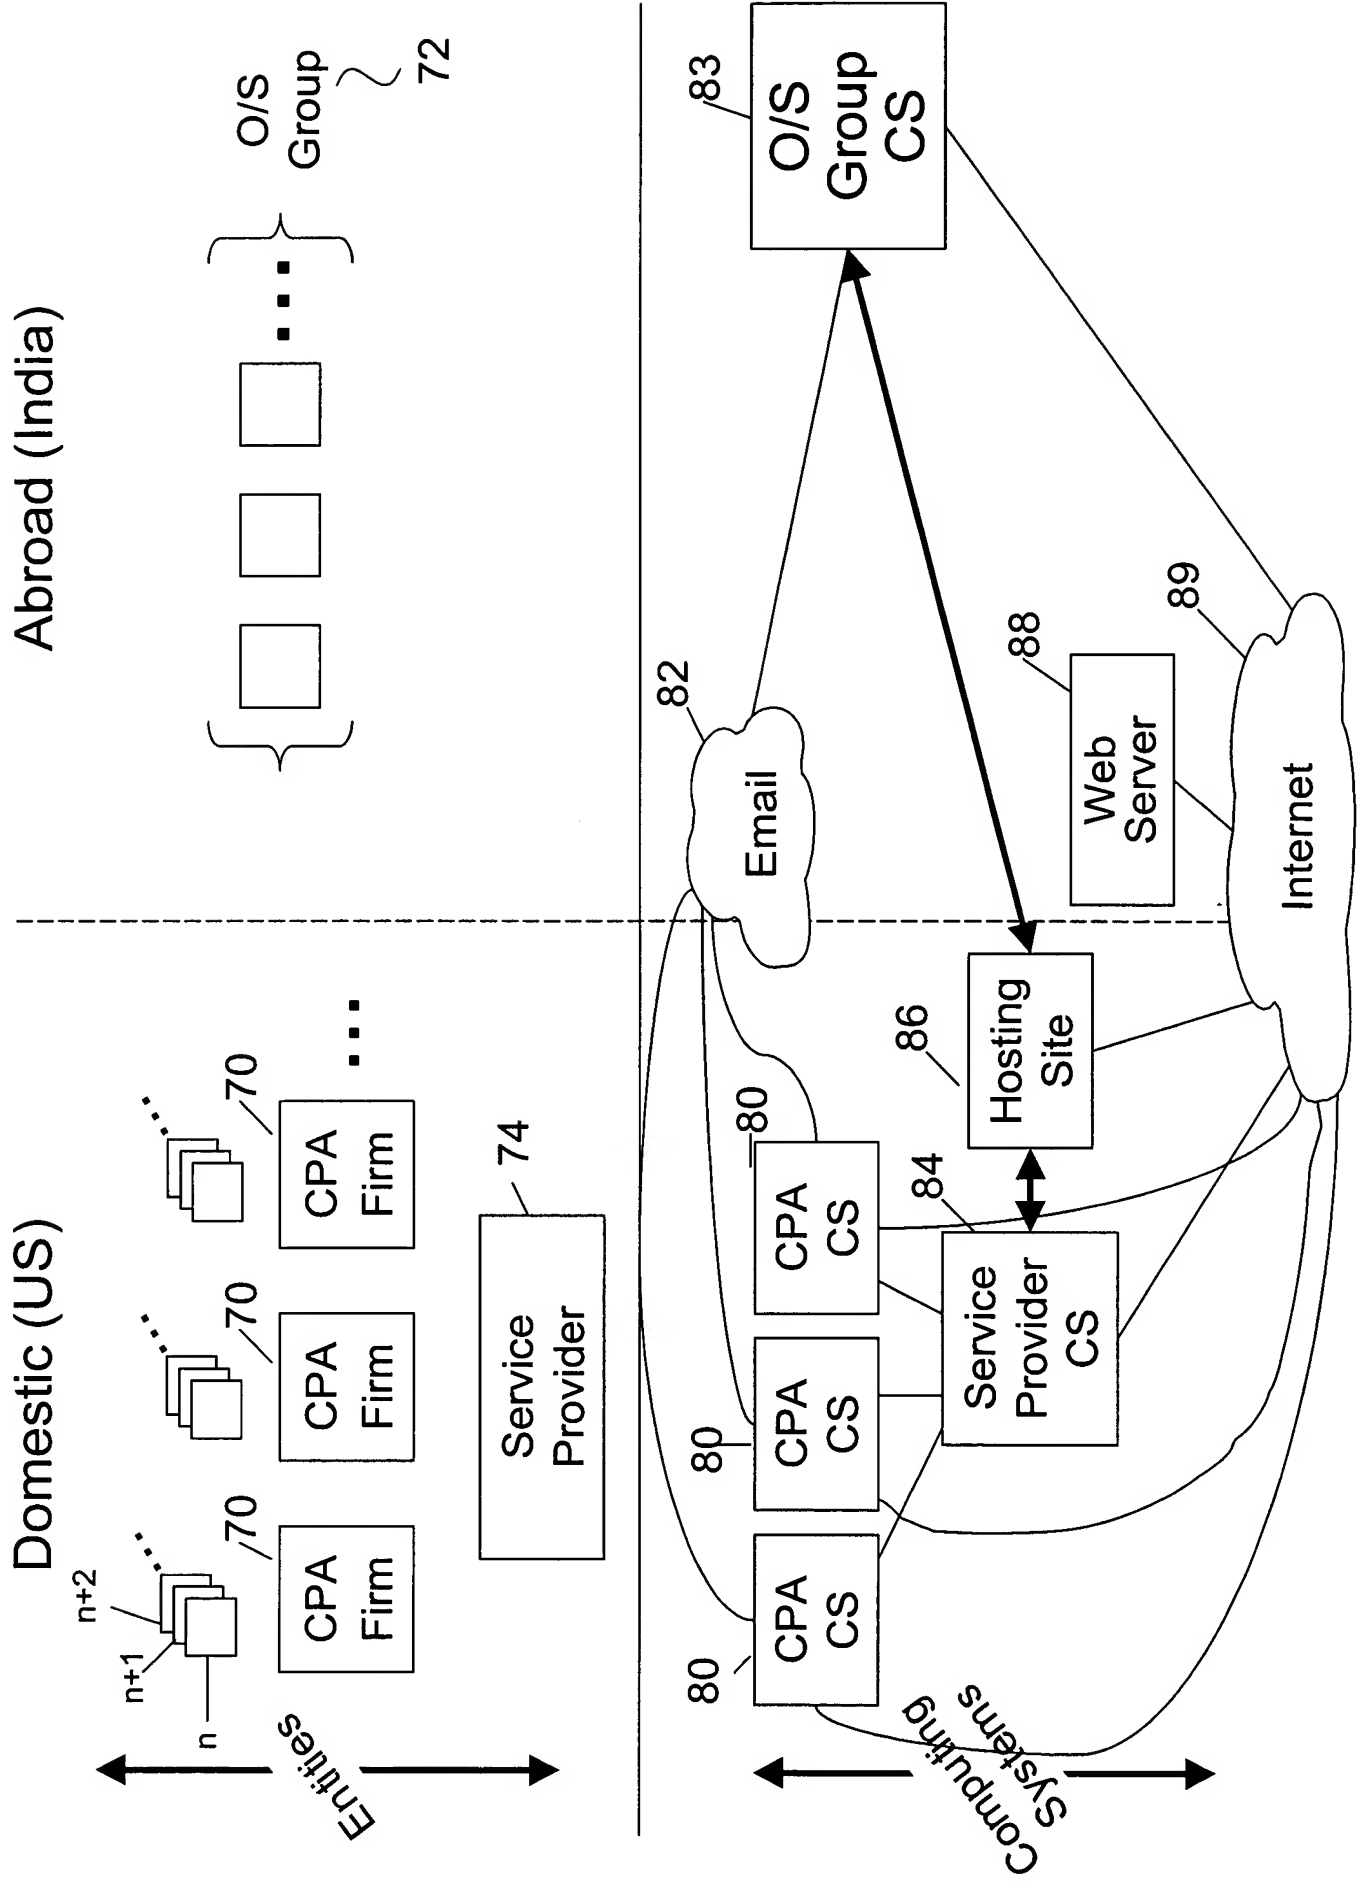 Domestic (US)
Abroad (India)
n+2
n+1
n
70
70
70
CPA
Firm
CPA
Firm
CPA
Firm
Entities
Service
Provider
74
O/S
Group
72
80
80
80
CPA
CS
CPA
CS
CPA
CS
Email
82
O/S
Group
CS
83
Service
Provider
CS
84
Hosting
Site
86
Web
Server
88
Internet
89
Computing
Systems